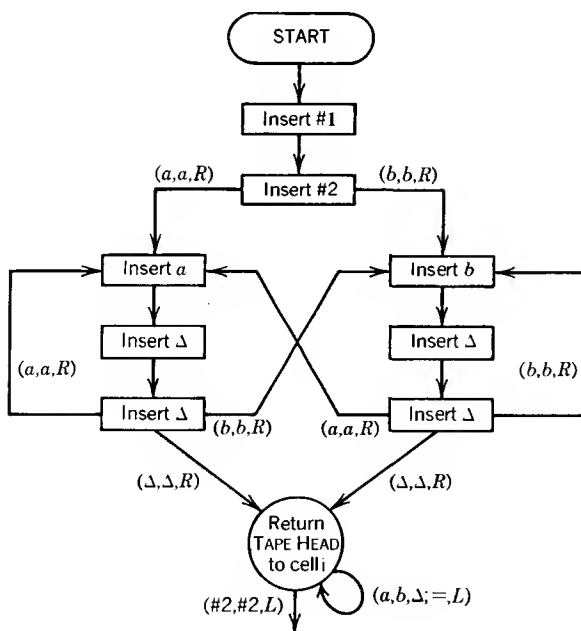 START
Insert #1
(a,a,R)
Insert #2
(b,b,R)
Insert a
Insert b
Insert Δ
Insert Δ
(a,a,R)
(b,b,R)
Insert Δ
(b,b,R)
(a,a,R)
Insert Δ
(Δ,Δ,R)
(Δ,Δ,R)
Return
TAPE HEAD
to cell i
(#2,#2,L)
(a,b,Δ;=,L)